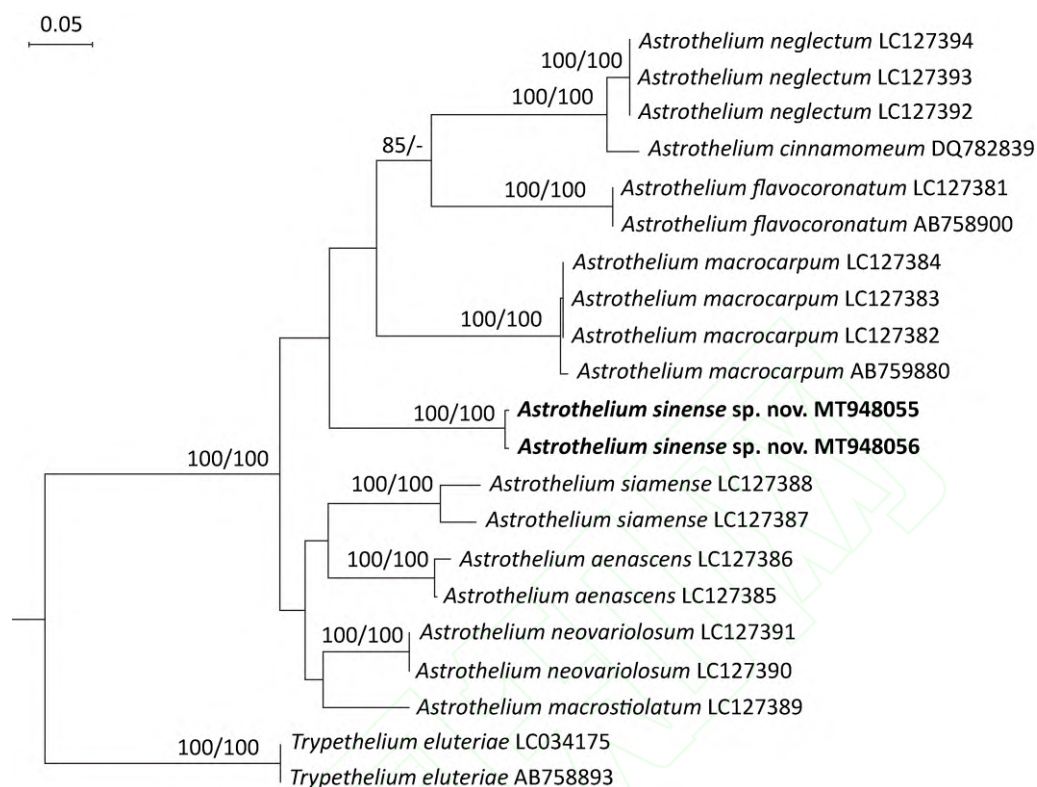 0.05
Astrothelium neglectum LC127394
100/100
Astrothelium neglectum LC127393
100/100
Astrothelium neglectum LC127392
85/-
Astrothelium cinnamomeum DQ782839
100/100
Astrothelium flavocoronatum LC127381
Astrothelium flavocoronatum AB758900
Astrothelium macrocarpum LC127384
Astrothelium macrocarpum LC127383
100/100
Astrothelium macrocarpum LC127382
Astrothelium macrocarpum AB759880
100/100
Astrothelium sinense sp. nov. MT948055
Astrothelium sinense sp. nov. MT948056
100/100
100/100
Astrothelium siamense LC127388
Astrothelium siamense LC127387
100/100
Astrothelium aenascens LC127386
Astrothelium aenascens LC127385
100/100
Astrothelium neovariolosum LC127391
Astrothelium neovariolosum LC127390
Astrothelium macrostiolatum LC127389
100/100
Trypethelium eluteriae LC034175
Trypethelium eluteriae AB758893